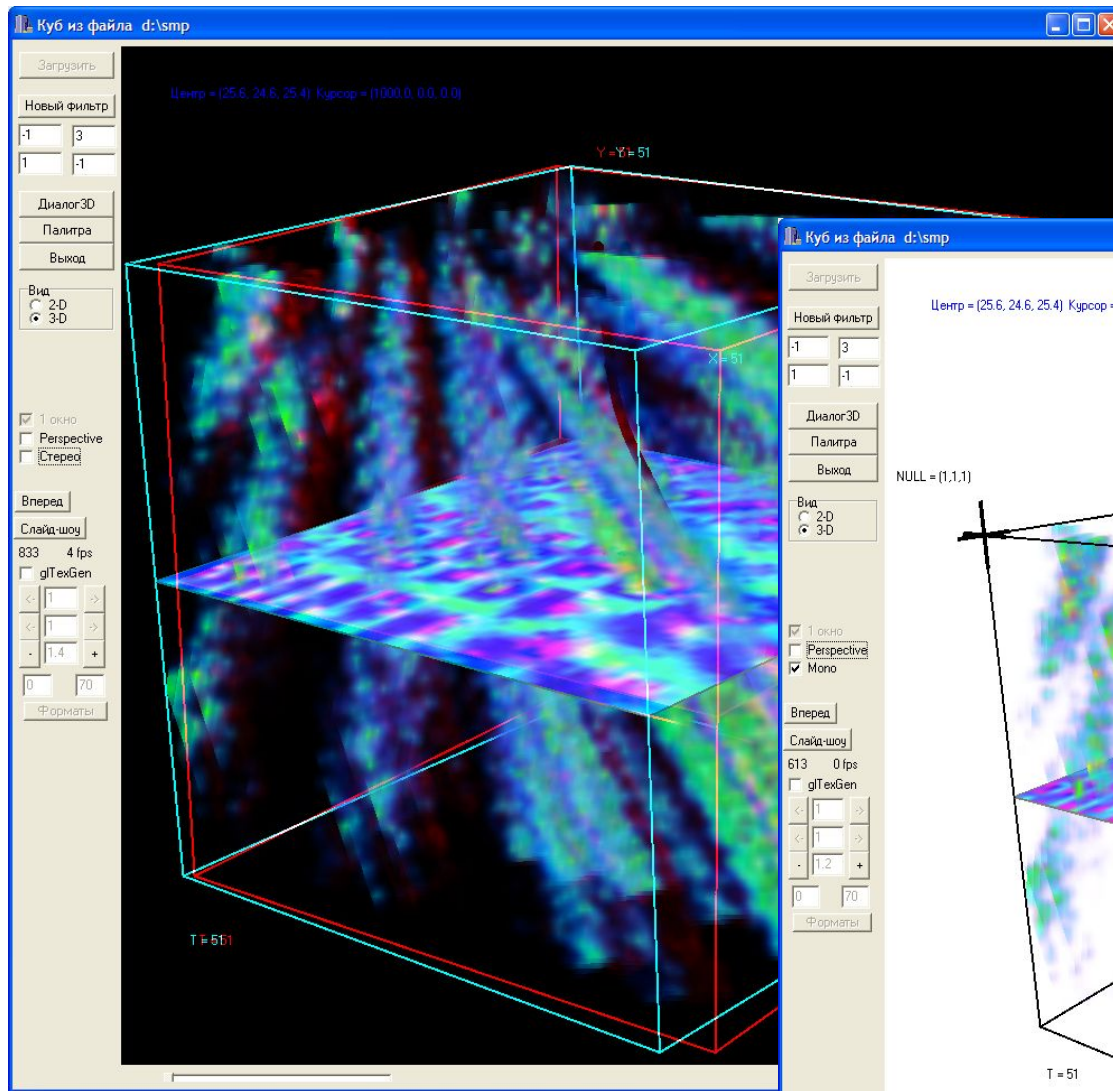 Куб из файла d:\smp
Загрузить
Новый фильтр
-1 3
1 -1
Диалог3D
Палитра
Выход
Вид
2-D
3-D
1 окно
Perspective
Стерео
Вперед
Слайд-шоу
833 4 fps
glTexGen
<- 1 ->
<- 1 ->
- 1.4 +
0 70
Форматы
Центр = (25.6, 24.6, 25.4) Курсор = (1000.0, 0.0, 0.0)
Y = 51
X = 51
T = 51
Куб из файла d:\smp
Загрузить
Новый фильтр
-1 3
1 -1
Диалог3D
Палитра
Выход
Вид
2-D
3-D
1 окно
Perspective
Mono
Вперед
Слайд-шоу
613 0 fps
glTexGen
<- 1 ->
<- 1 ->
- 1.2 +
0 70
Форматы
Центр = (25.6, 24.6, 25.4) Курсор =
NULL = (1,1,1)
T = 51